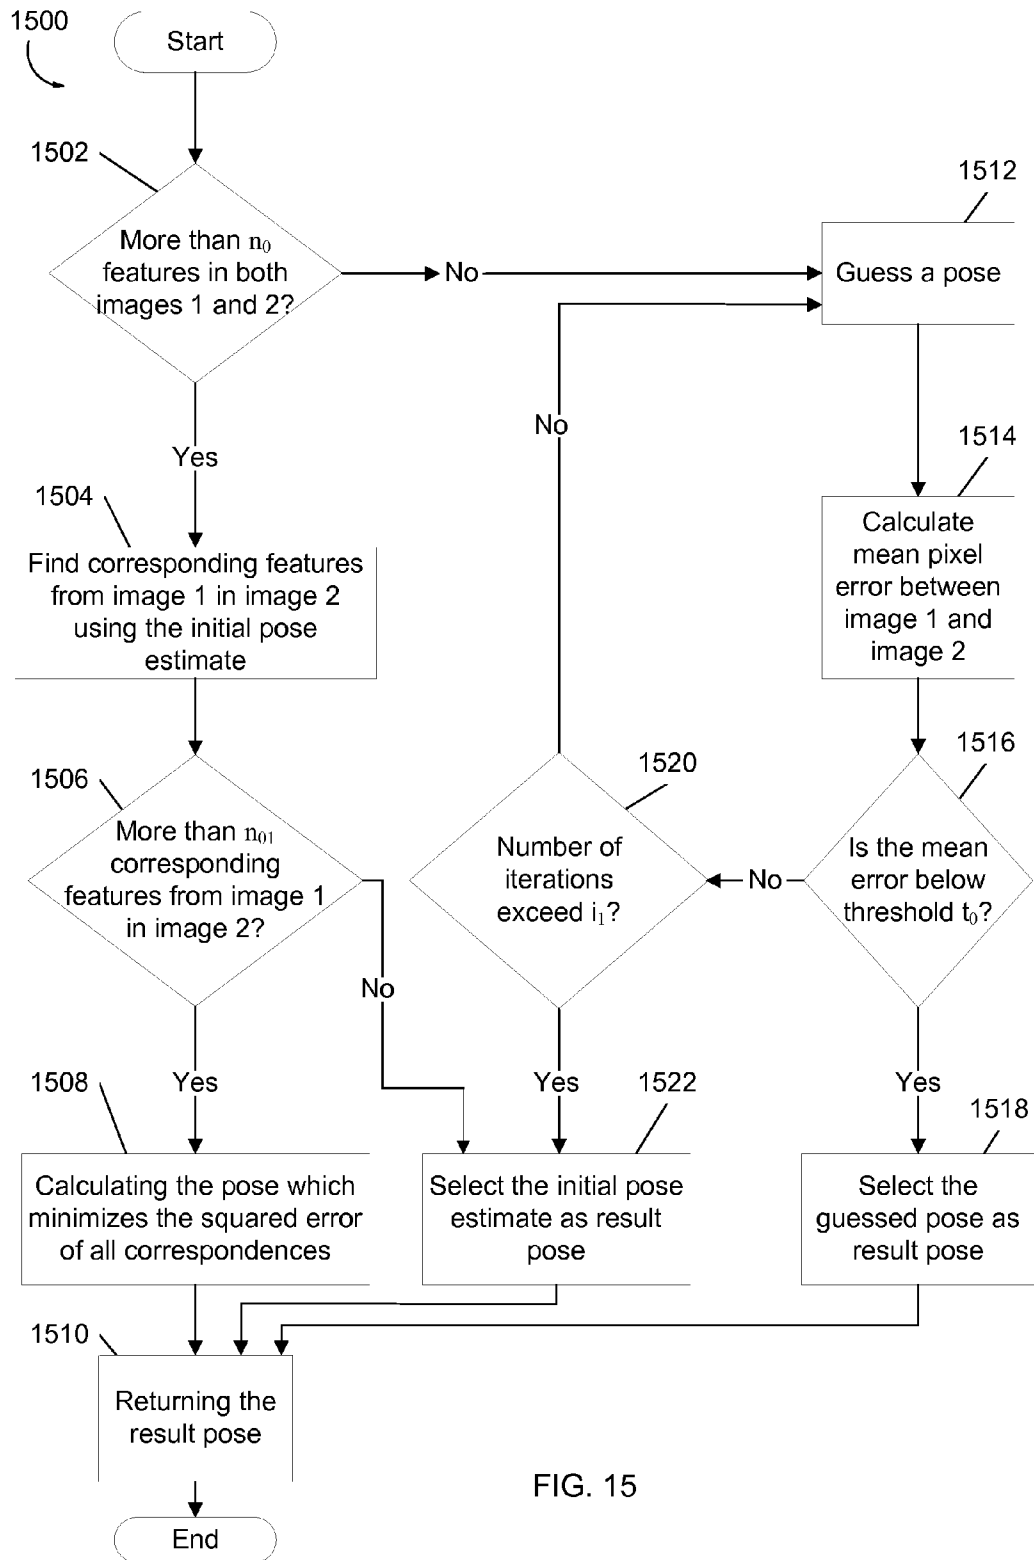 1500
Start
1502
More than n₀
features in both
images 1 and 2?
No
1512
Guess a pose
Yes
No
1504
Find corresponding features
from image 1 in image 2
using the initial pose
estimate
1514
Calculate
mean pixel
error between
image 1 and
image 2
1506
More than n₀₁
corresponding
features from image 1
in image 2?
No
1520
Number of
iterations
exceed i₁?
No
1516
Is the mean
error below
threshold t₀?
Yes
Yes
Yes
1508
Calculating the pose which
minimizes the squared error
of all correspondences
1522
Select the initial pose
estimate as result
pose
1518
Select the
guessed pose as
result pose
1510
Returning the
result pose
End
FIG. 15